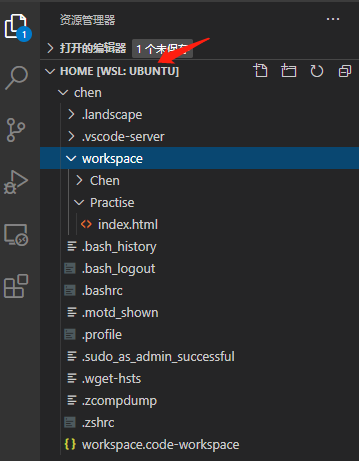 资源管理器
打开的编辑器 1 个未保存
HOME [WSL: UBUNTU]
chen
.landscape
.vscode-server
workspace
Chen
Practise
index.html
.bash_history
.bash_logout
.bashrc
.motd_shown
.profile
.sudo_as_admin_successful
.wget-hsts
.zcompdump
.zshrc
workspace.code-workspace
1